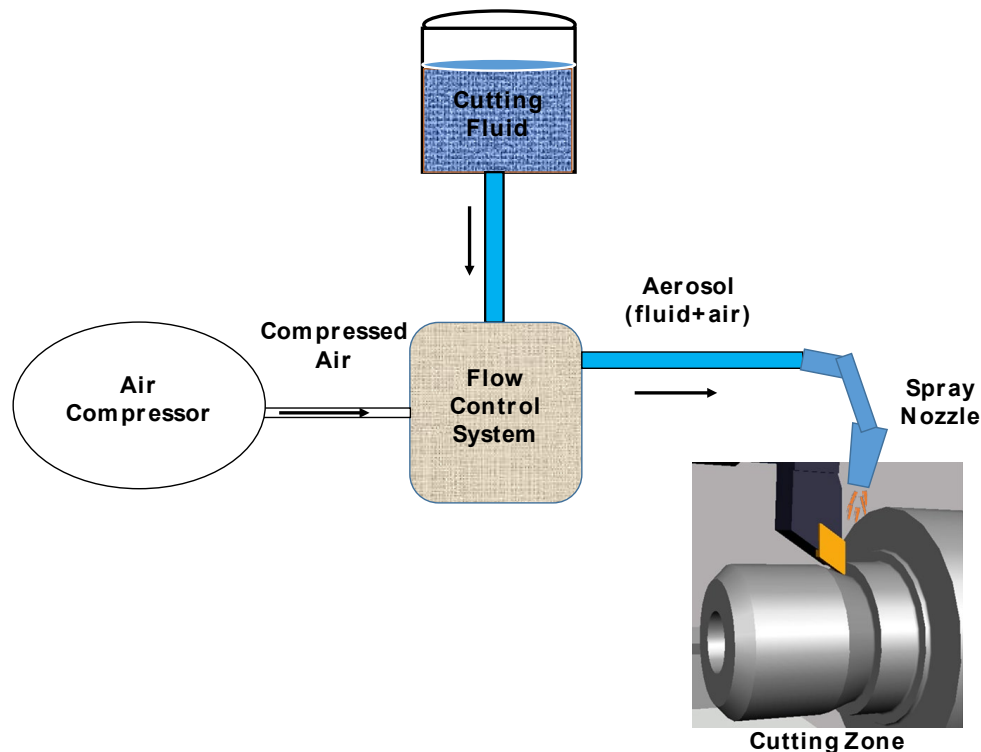 Cutting
Fluid
Aerosol
(fluid+air)
Compressed
Air
Air
Compressor
Flow
Control
System
Spray
Nozzle
Cutting Zone